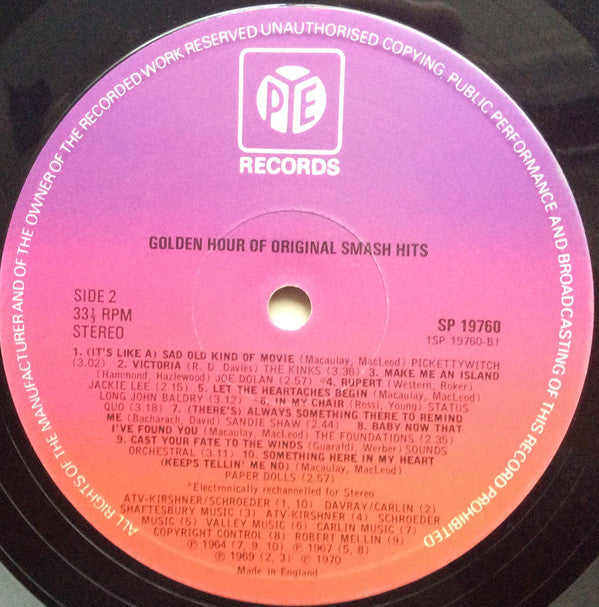 ALL RIGHTS OF THE MANUFACTURER AND OF THE OWNER OF THE RECORDED WORK RESERVED UNAUTHORISED COPYING, PUBLIC PERFORMANCE AND BROADCASTING OF THIS RECORD PROHIBITED
PYE
RECORDS
GOLDEN HOUR OF ORIGINAL SMASH HITS
SIDE 2
33⅓ RPM
STEREO
SP 19760
†SP 19760-B†
1. (IT'S LIKE A) SAD OLD KIND OF MOVIE (Macaulay, MacLeod) PICKETTYWITCH
(3.02) 2. VICTORIA (R. D. Davies) THE KINKS (3.36) 3. MAKE ME AN ISLAND
(Hammond, Hazlewood) JOE DOLAN (2.57) *4. RUPERT (Western, Roker)
JACKIE LEE (2.15) 5. LET THE HEARTACHES BEGIN (Macaulay, MacLeod)
LONG JOHN BALDRY (3.12) *6. IN MY CHAIR (Rossi, Young) STATUS
QUO (3.18) 7. (THERE'S) ALWAYS SOMETHING THERE TO REMIND
ME (Bacharach, David) SANDIE SHAW (2.44) 8. BABY NOW THAT
I'VE FOUND YOU (Macaulay, MacLeod) THE FOUNDATIONS (2.35)
9. CAST YOUR FATE TO THE WINDS (Guaraldi, Werber) SOUNDS
ORCHESTRAL (3.11) 10. SOMETHING HERE IN MY HEART
(KEEPS TELLIN' ME NO) (Macaulay, MacLeod)
PAPER DOLLS (2.57)
*Electronically rechannelled for Stereo
ATV-KIRSHNER/SCHROEDER (1, 10) DAVRAY/CARLIN (2)
SHAFTESBURY MUSIC (3) ATV-KIRSHNER (4) SCHROEDER
MUSIC (5) VALLEY MUSIC (6) CARLIN MUSIC (7)
COPYRIGHT CONTROL (8) ROBERT MELLIN (9)
℗ 1964 (7, 9, 10) ℗ 1967 (5, 8)
℗ 1969 (2, 3) ℗ 1970
Made in England